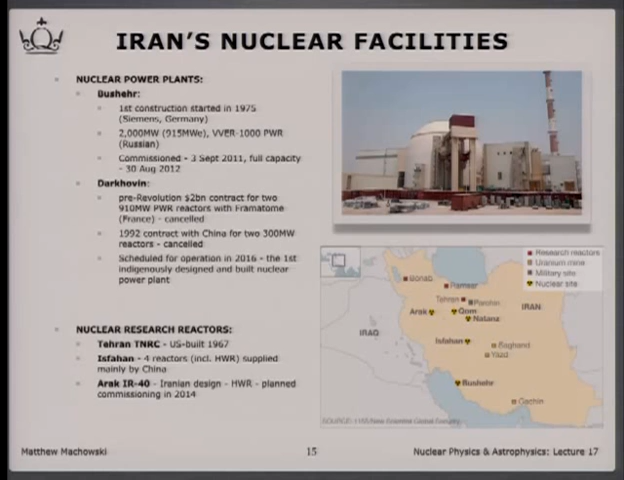 IRAN'S NUCLEAR FACILITIES
NUCLEAR POWER PLANTS:
Bushehr:
1st construction started in 1975
(Siemens, Germany)
2,000MW (915MWe), VVER-1000 PWR
(Russian)
Commissioned - 3 Sept 2011, full capacity
- 30 Aug 2012
Darkhovin:
pre-Revolution $2bn contract for two
910MW PWR reactors with Framatome
(France) - cancelled
1992 contract with China for two 300MW
reactors - cancelled
Scheduled for operation in 2016 - the 1st
indigenously designed and built nuclear
power plant
NUCLEAR RESEARCH REACTORS:
Tehran TNRC - US-built 1967
Isfahan - 4 reactors (incl. HWR) supplied
mainly by China
Arak IR-40 - Iranian design - HWR - planned
commissioning in 2014
Research reactors
Uranium mine
Military site
Nuclear site
Bonab
Ramsar
Tehran
Parchin
IRAN
Arak
Qom
Natanz
IRAQ
Isfahan
Saghand
Yazd
Bushehr
Gachin
SOURCE:
Matthew Machowski
15
Nuclear Physics & Astrophysics: Lecture 17